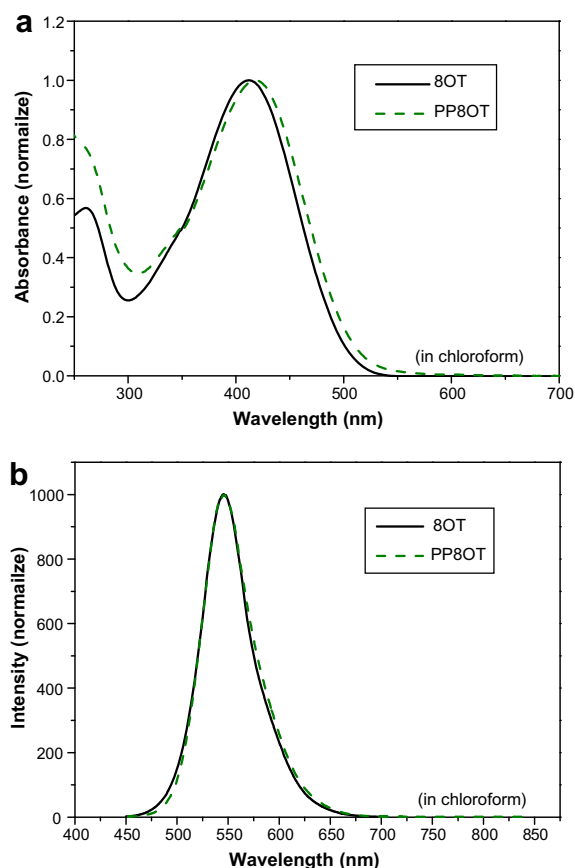 a
1.2
1.0
0.8
0.6
0.4
0.2
0.0
Absorbance (normailze)
8OT
PP8OT
(in chloroform)
300 400 500 600 700
Wavelength (nm)
b
1000
800
600
400
200
0
Intensity (normailze)
8OT
PP8OT
(in chloroform)
400 450 500 550 600 650 700 750 800 850
Wavelength (nm)